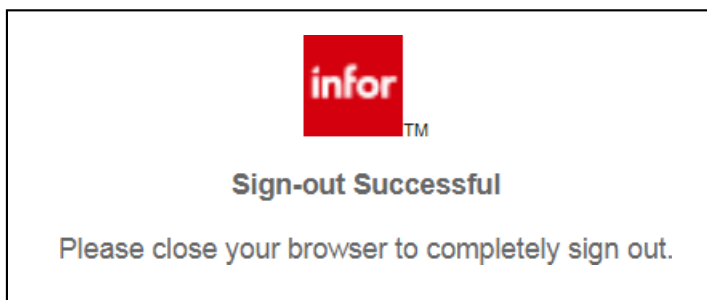 infor
TM
Sign-out Successful
Please close your browser to completely sign out.